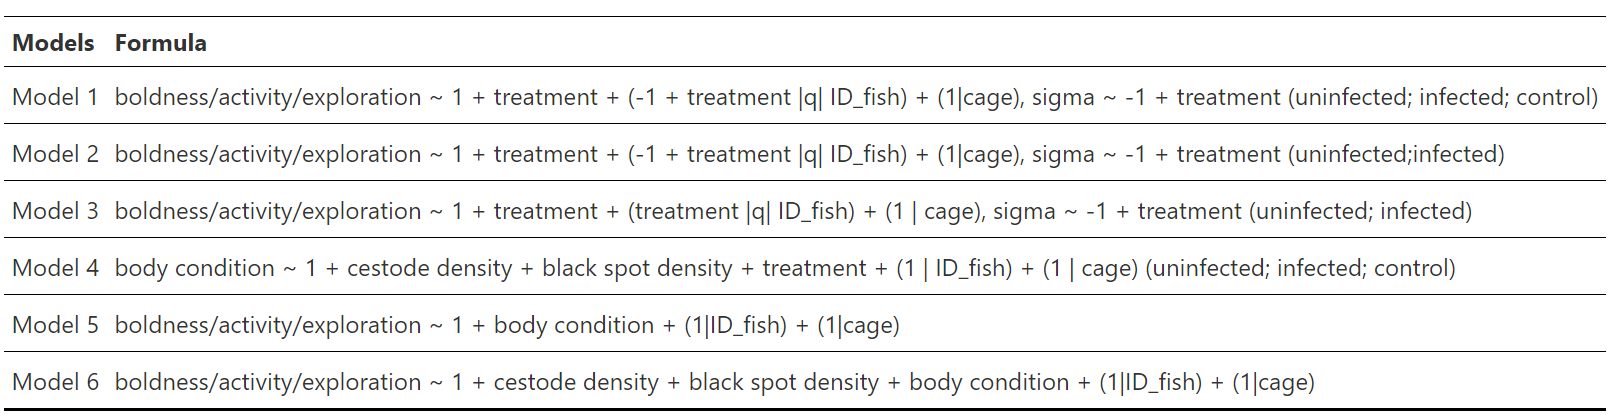 Models Formula
Model 1 boldness/activity/exploration ~ 1 + treatment + (-1 + treatment |q| ID_fish) + (1|cage), sigma ~ -1 + treatment (uninfected; infected; control)
Model 2 boldness/activity/exploration ~ 1 + treatment + (-1 + treatment |q| ID_fish) + (1|cage), sigma ~ -1 + treatment (uninfected;infected)
Model 3 boldness/activity/exploration ~ 1 + treatment + (treatment |q| ID_fish) + (1 | cage), sigma ~ -1 + treatment (uninfected; infected)
Model 4 body condition ~ 1 + cestode density + black spot density + treatment + (1 | ID_fish) + (1 | cage) (uninfected; infected; control)
Model 5 boldness/activity/exploration ~ 1 + body condition + (1|ID_fish) + (1|cage)
Model 6 boldness/activity/exploration ~ 1 + cestode density + black spot density + body condition + (1|ID_fish) + (1|cage)